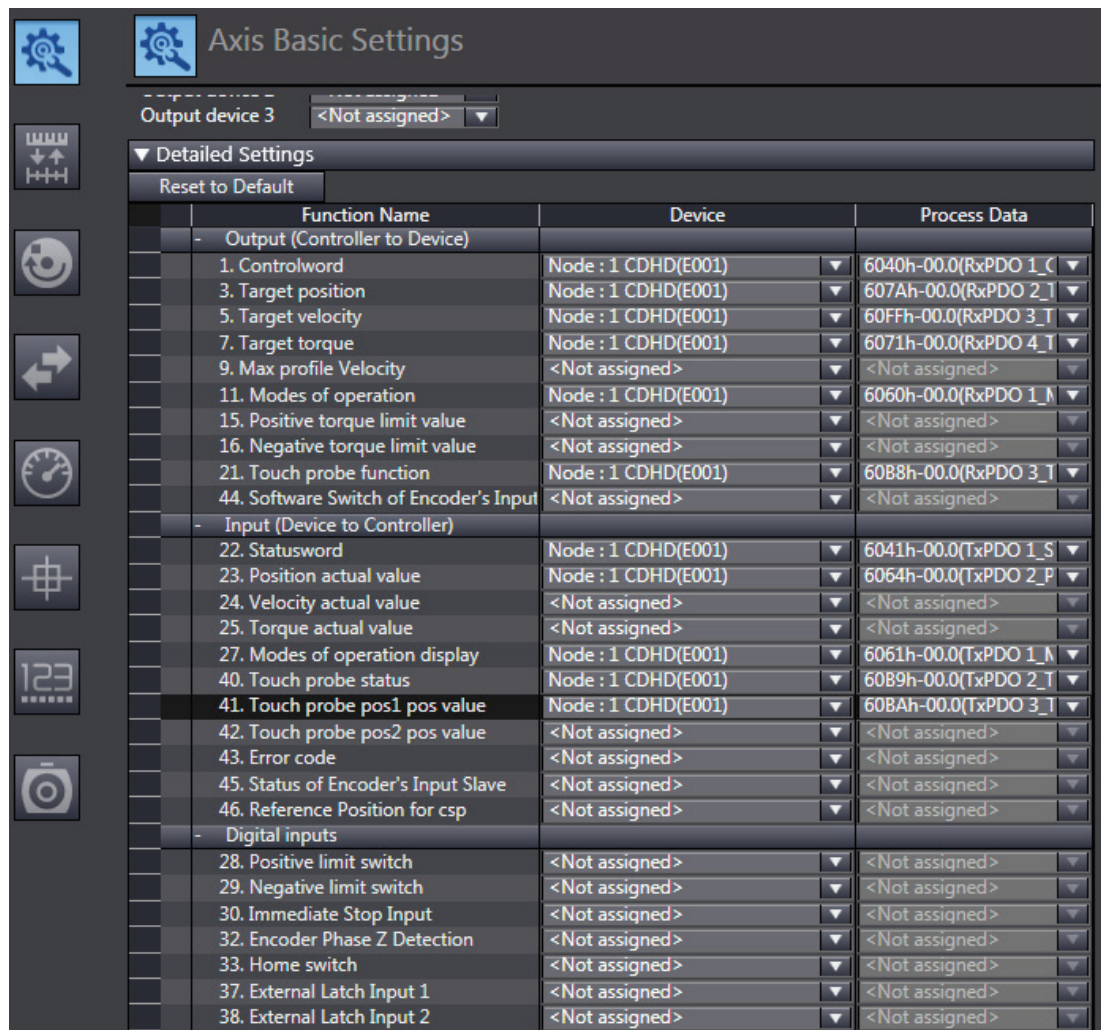 Axis Basic Settings
Output device 3 <Not assigned>
Detailed Settings
Reset to Default
Function Name Device Process Data
- Output (Controller to Device)
1. Controlword Node : 1 CDHD(E001) 6040h-00.0(RxPDO 1_C
3. Target position Node : 1 CDHD(E001) 607Ah-00.0(RxPDO 2_T
5. Target velocity Node : 1 CDHD(E001) 60FFh-00.0(RxPDO 3_T
7. Target torque Node : 1 CDHD(E001) 6071h-00.0(RxPDO 4_T
9. Max profile Velocity <Not assigned> <Not assigned>
11. Modes of operation Node : 1 CDHD(E001) 6060h-00.0(RxPDO 1_M
15. Positive torque limit value <Not assigned> <Not assigned>
16. Negative torque limit value <Not assigned> <Not assigned>
21. Touch probe function Node : 1 CDHD(E001) 60B8h-00.0(RxPDO 3_T
44. Software Switch of Encoder's Input <Not assigned> <Not assigned>
- Input (Device to Controller)
22. Statusword Node : 1 CDHD(E001) 6041h-00.0(TxPDO 1_S
23. Position actual value Node : 1 CDHD(E001) 6064h-00.0(TxPDO 2_P
24. Velocity actual value <Not assigned> <Not assigned>
25. Torque actual value <Not assigned> <Not assigned>
27. Modes of operation display Node : 1 CDHD(E001) 6061h-00.0(TxPDO 1_M
40. Touch probe status Node : 1 CDHD(E001) 60B9h-00.0(TxPDO 2_T
41. Touch probe pos1 pos value Node : 1 CDHD(E001) 60BAh-00.0(TxPDO 3_T
42. Touch probe pos2 pos value <Not assigned> <Not assigned>
43. Error code <Not assigned> <Not assigned>
45. Status of Encoder's Input Slave <Not assigned> <Not assigned>
46. Reference Position for csp <Not assigned> <Not assigned>
- Digital inputs
28. Positive limit switch <Not assigned> <Not assigned>
29. Negative limit switch <Not assigned> <Not assigned>
30. Immediate Stop Input <Not assigned> <Not assigned>
32. Encoder Phase Z Detection <Not assigned> <Not assigned>
33. Home switch <Not assigned> <Not assigned>
123
37. External Latch Input 1 <Not assigned> <Not assigned>
38. External Latch Input 2 <Not assigned> <Not assigned>